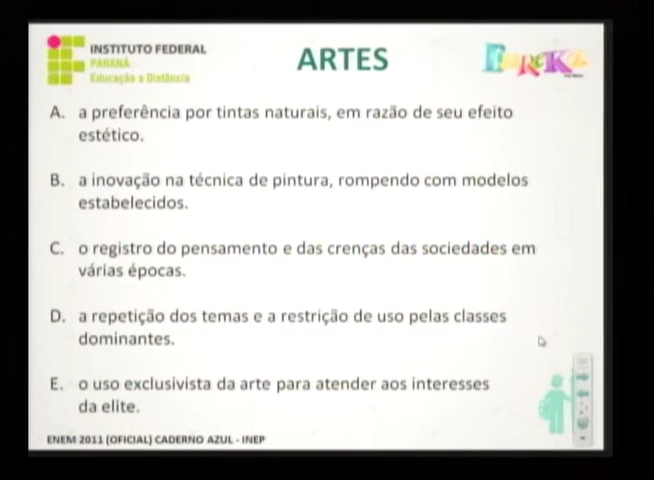 INSTITUTO FEDERAL
PARANÁ
Educação a Distância
ARTES
EUREKA
A. a preferência por tintas naturais, em razão de seu efeito
estético.
B. a inovação na técnica de pintura, rompendo com modelos
estabelecidos.
C. o registro do pensamento e das crenças das sociedades em
várias épocas.
D. a repetição dos temas e a restrição de uso pelas classes
dominantes.
E. o uso exclusivista da arte para atender aos interesses
da elite.
ENEM 2011 (OFICIAL) CADERNO AZUL - INEP